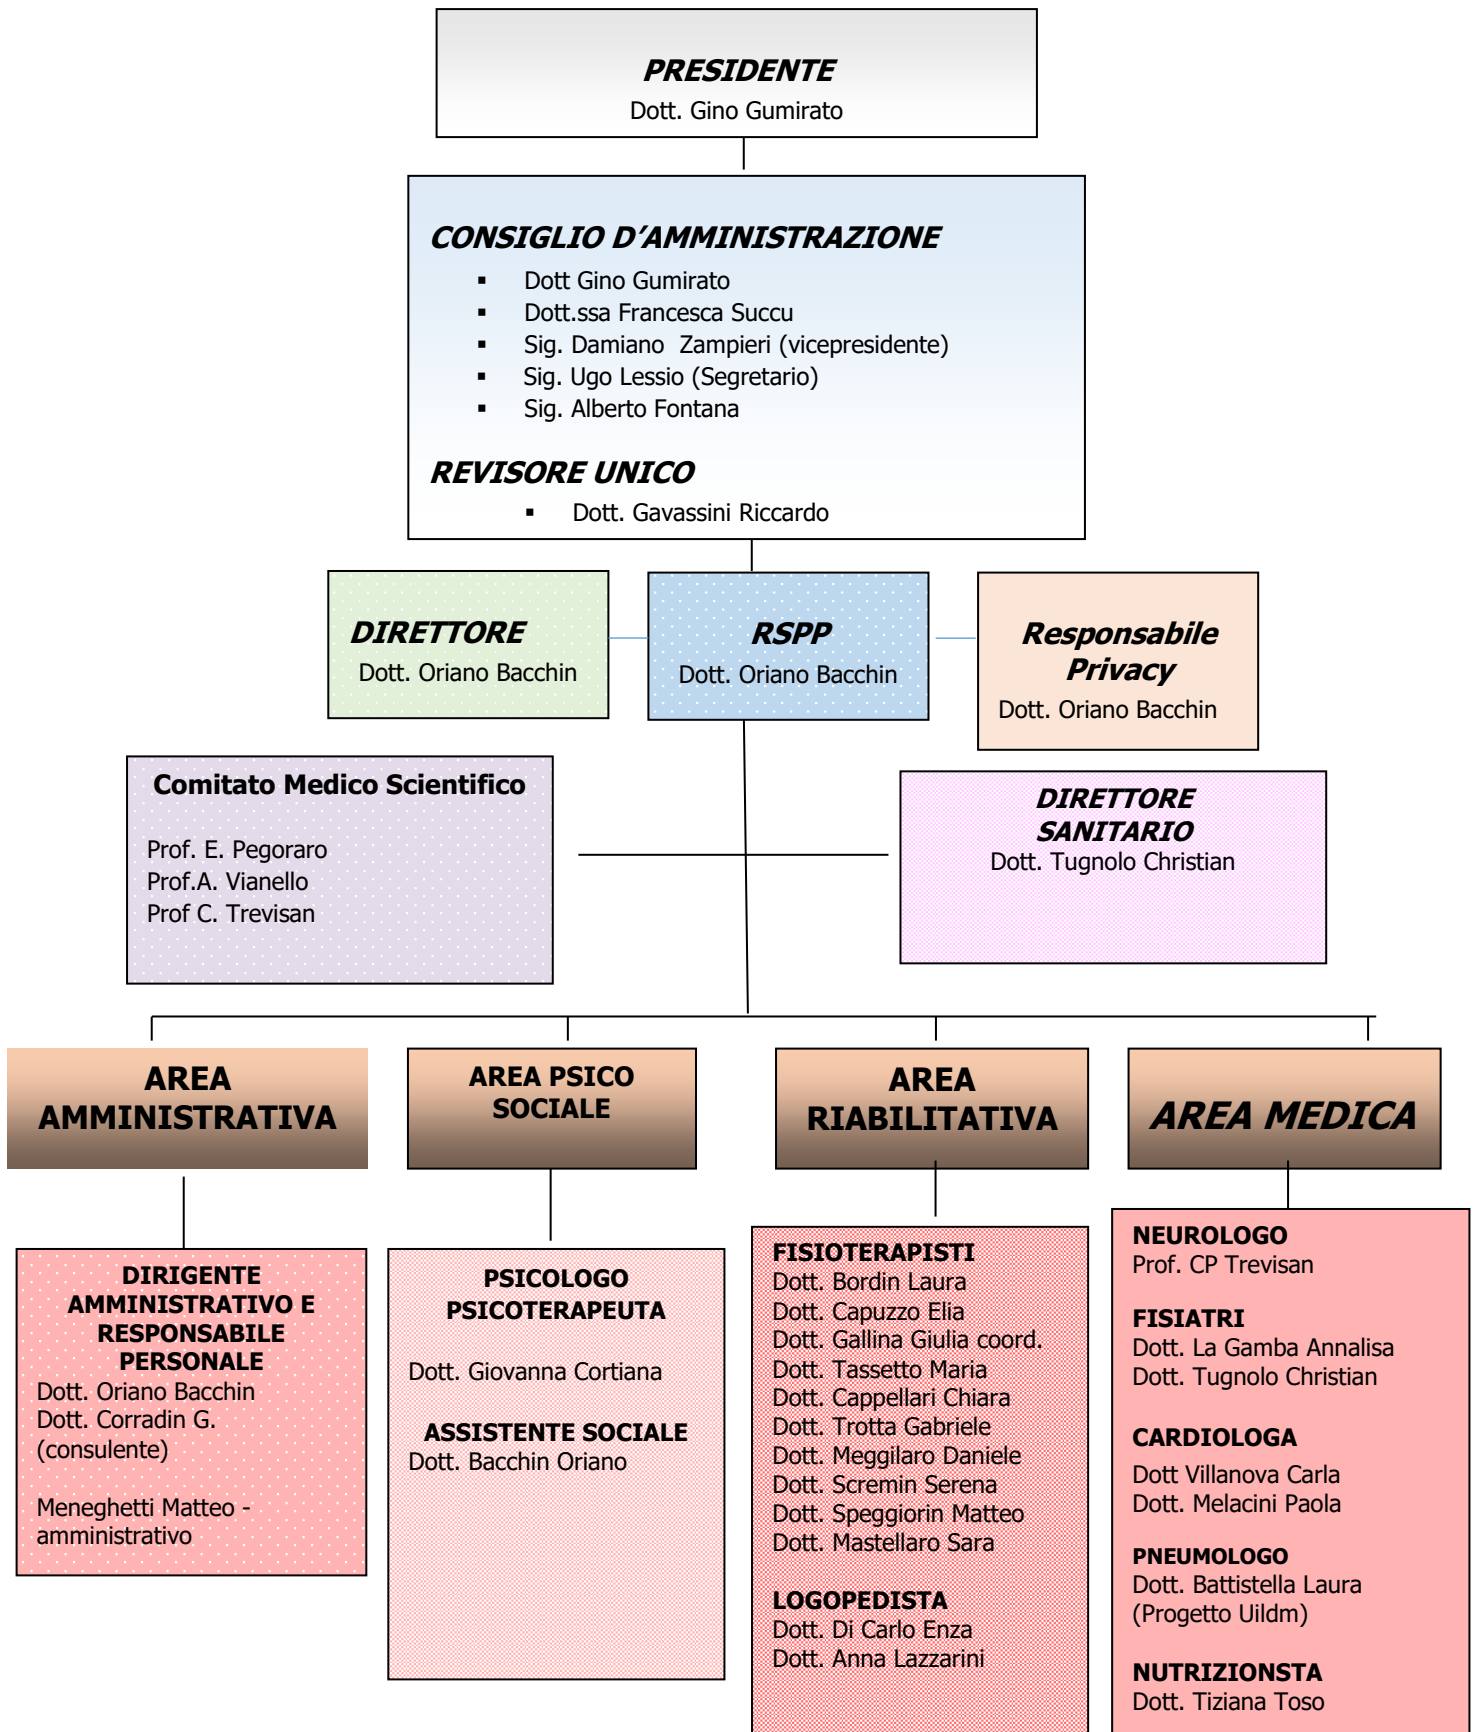 PRESIDENTE
Dott. Gino Gumirato
CONSIGLIO D’AMMINISTRAZIONE
▪ Dott Gino Gumirato
▪ Dott.ssa Francesca Succu
▪ Sig. Damiano Zampieri (vicepresidente)
▪ Sig. Ugo Lessio (Segretario)
▪ Sig. Alberto Fontana
REVISORE UNICO
▪ Dott. Gavassini Riccardo
DIRETTORE
Dott. Oriano Bacchin
RSPP
Dott. Oriano Bacchin
Responsabile
Privacy
Dott. Oriano Bacchin
Comitato Medico Scientifico
Prof. E. Pegoraro
Prof.A. Vianello
Prof C. Trevisan
DIRETTORE
SANITARIO
Dott. Tugnolo Christian
AREA
AMMINISTRATIVA
AREA PSICO
SOCIALE
AREA
RIABILITATIVA
AREA MEDICA
DIRIGENTE
AMMINISTRATIVO E
RESPONSABILE
PERSONALE
Dott. Oriano Bacchin
Dott. Corradin G.
(consulente)
Meneghetti Matteo -
amministrativo
PSICOLOGO
PSICOTERAPEUTA
Dott. Giovanna Cortiana
ASSISTENTE SOCIALE
Dott. Bacchin Oriano
FISIOTERAPISTI
Dott. Bordin Laura
Dott. Capuzzo Elia
Dott. Gallina Giulia coord.
Dott. Tassetto Maria
Dott. Cappellari Chiara
Dott. Trotta Gabriele
Dott. Meggilaro Daniele
Dott. Scremin Serena
Dott. Speggiorin Matteo
Dott. Mastellaro Sara
LOGOPEDISTA
Dott. Di Carlo Enza
Dott. Anna Lazzarini
NEUROLOGO
Prof. CP Trevisan
FISIATRI
Dott. La Gamba Annalisa
Dott. Tugnolo Christian
CARDIOLOGA
Dott Villanova Carla
Dott. Melacini Paola
PNEUMOLOGO
Dott. Battistella Laura
(Progetto Uildm)
NUTRIZIONSTA
Dott. Tiziana Toso